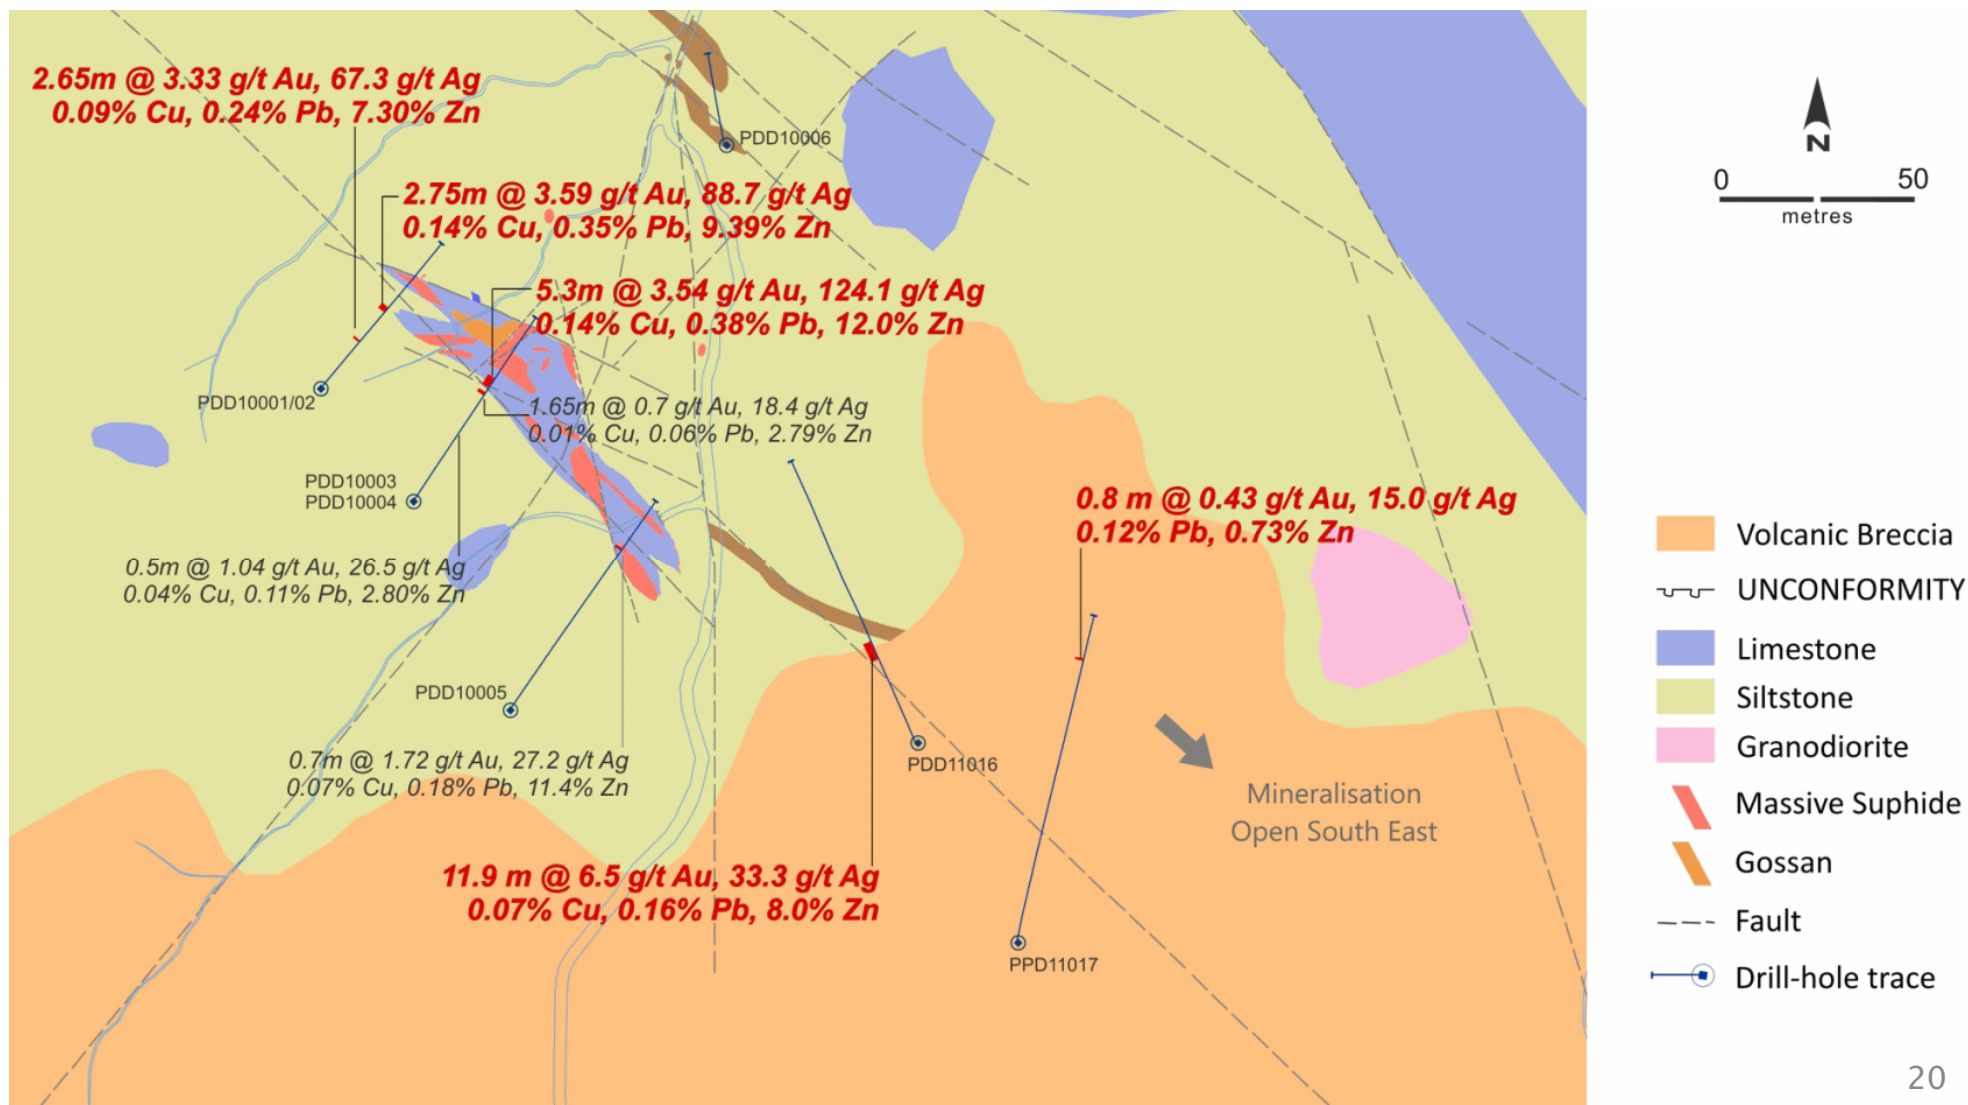 2.65m @ 3.33 g/t Au, 67.3 g/t Ag
0.09% Cu, 0.24% Pb, 7.30% Zn
PDD10006
2.75m @ 3.59 g/t Au, 88.7 g/t Ag
0.14% Cu, 0.35% Pb, 9.39% Zn
5.3m @ 3.54 g/t Au, 124.1 g/t Ag
0.14% Cu, 0.38% Pb, 12.0% Zn
PDD10001/02
1.65m @ 0.7 g/t Au, 18.4 g/t Ag
0.01% Cu, 0.06% Pb, 2.79% Zn
PDD10003
PDD10004
0.8 m @ 0.43 g/t Au, 15.0 g/t Ag
0.12% Pb, 0.73% Zn
0.5m @ 1.04 g/t Au, 26.5 g/t Ag
0.04% Cu, 0.11% Pb, 2.80% Zn
PDD10005
0.7m @ 1.72 g/t Au, 27.2 g/t Ag
0.07% Cu, 0.18% Pb, 11.4% Zn
PDD11016
Mineralisation
Open South East
11.9 m @ 6.5 g/t Au, 33.3 g/t Ag
0.07% Cu, 0.16% Pb, 8.0% Zn
PPD11017
N
0 50
metres
Volcanic Breccia
UNCONFORMITY
Limestone
Siltstone
Granodiorite
Massive Suphide
Gossan
Fault
Drill-hole trace
20